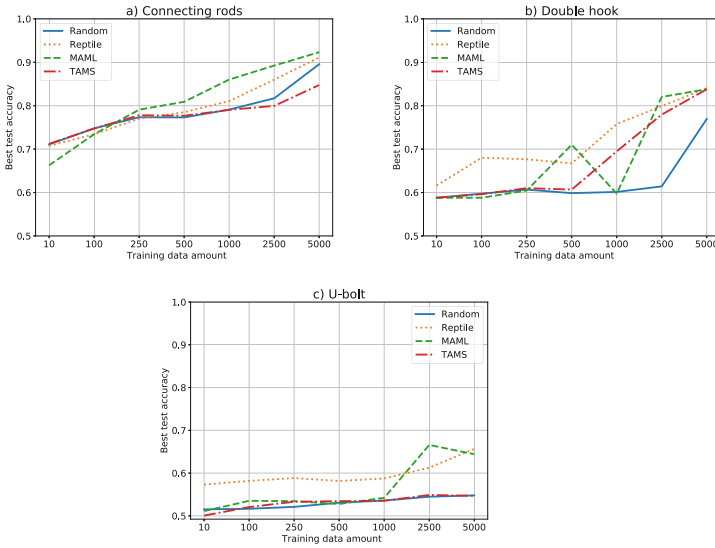 a) Connecting rods
Random
Reptile
MAML
TAMS
1.0
0.9
0.8
0.7
0.6
0.5
Best test accuracy
10 100 250 500 1000 2500 5000
Training data amount
b) Double hook
Random
Reptile
MAML
TAMS
1.0
0.9
0.8
0.7
0.6
0.5
Best test accuracy
10 100 250 500 1000 2500 5000
Training data amount
c) U-bolt
Random
Reptile
MAML
TAMS
1.0
0.9
0.8
0.7
0.6
0.5
Best test accuracy
10 100 250 500 1000 2500 5000
Training data amount